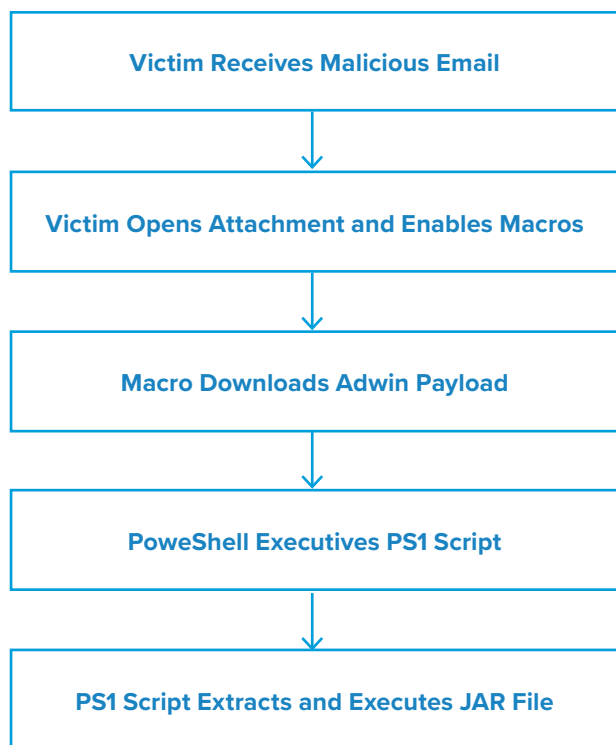 Victim Receives Malicious Email
Victim Opens Attachment and Enables Macros
Macro Downloads Adwin Payload
PoweShell Executives PS1 Script
PS1 Script Extracts and Executes JAR File